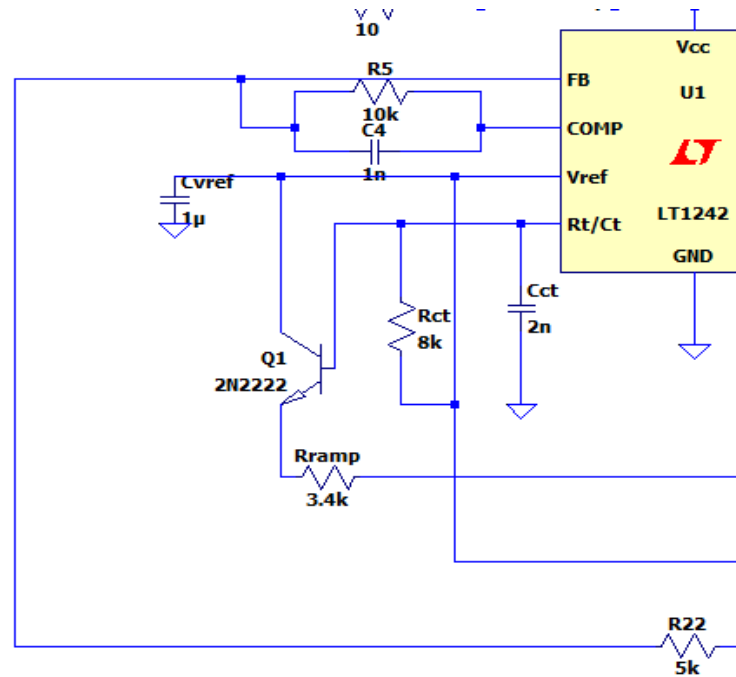 10
Vcc
R5
FB
U1
10k
C4
COMP
1n
Cvref
Vref
1µ
Rt/Ct
LT1242
GND
Cct
Rct
2n
8k
Q1
2N2222
Rramp
3.4k
R22
5k